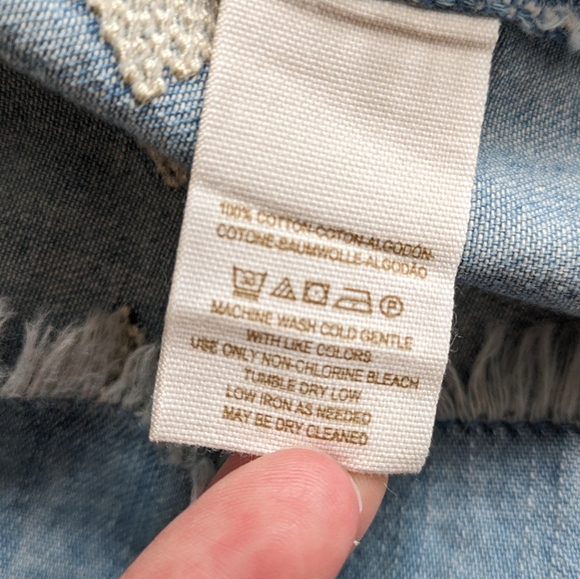 100% COTTON-COTON-ALGODÓN-
COTONE-BAUMWOLLE-ALGODÃO
P
MACHINE WASH COLD GENTLE
WITH LIKE COLORS
USE ONLY NON-CHLORINE BLEACH
TUMBLE DRY LOW
LOW IRON AS NEEDED
MAY BE DRY CLEANED